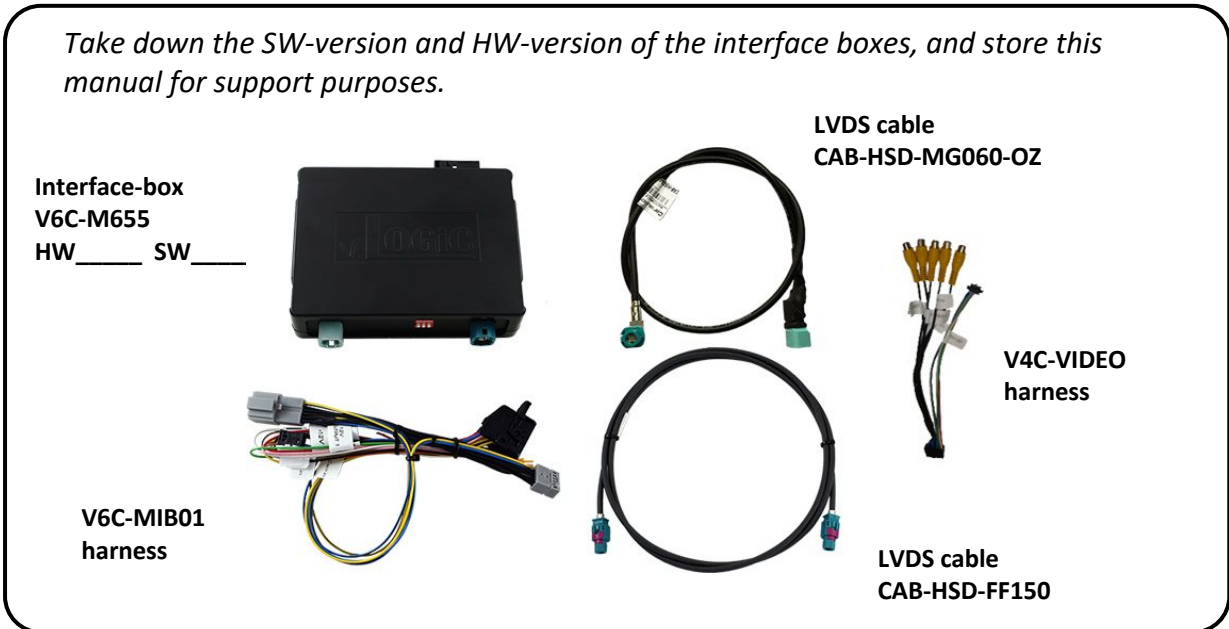 Take down the SW-version and HW-version of the interface boxes, and store this
manual for support purposes.
LVDS cable
CAB-HSD-MG060-OZ
Interface-box
V6C-M655
HW_____ SW____
V4C-VIDEO
harness
V6C-MIB01
harness
LVDS cable
CAB-HSD-FF150